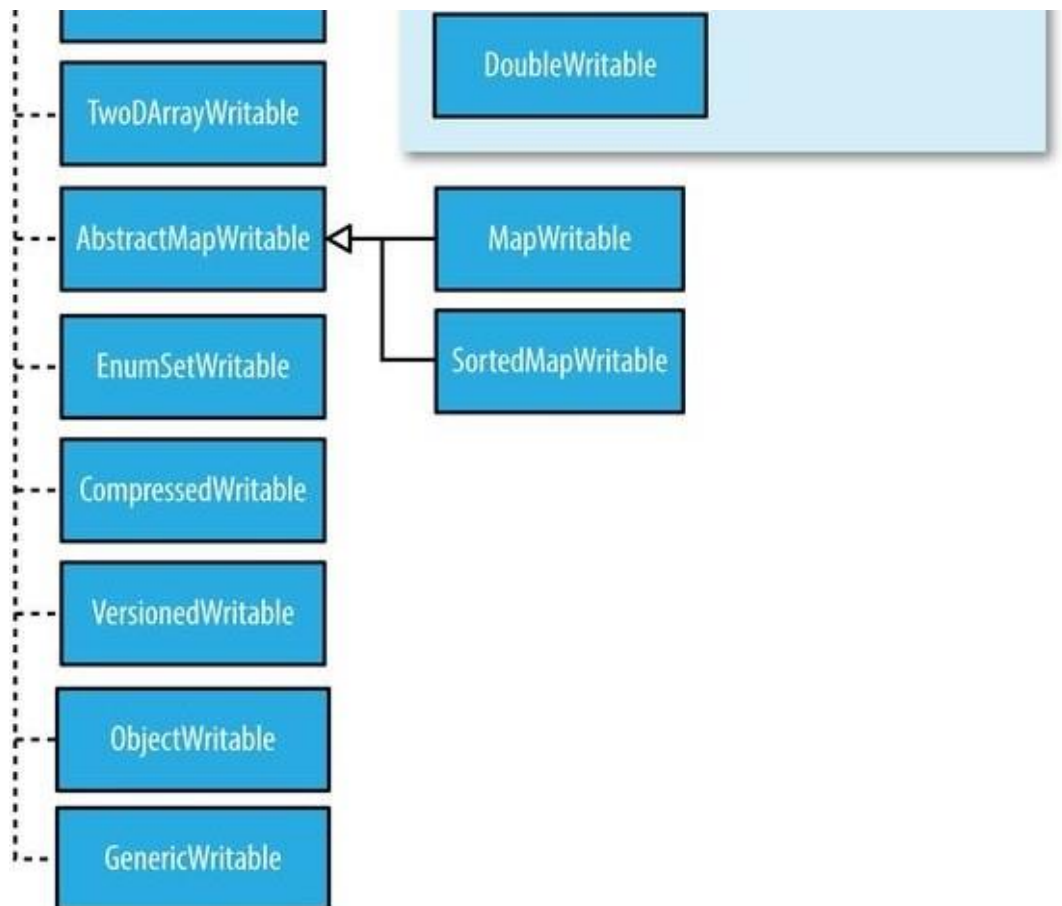 DoubleWritable
TwoDArrayWritable
AbstractMapWritable
MapWritable
EnumSetWritable
SortedMapWritable
CompressedWritable
VersionedWritable
ObjectWritable
GenericWritable